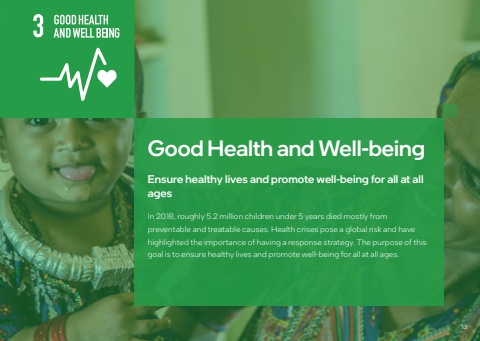 3 GOOD HEALTH
AND WELL BEING
Good Health and Well-being
Ensure healthy lives and promote well-being for all at all
ages
In 2018, roughly 5.2 million children under 5 years died mostly from
preventable and treatable causes. Health crises pose a global risk and have
highlighted the importance of having a response strategy. The purpose of this
goal is to ensure healthy lives and promote well-being for all at all ages.